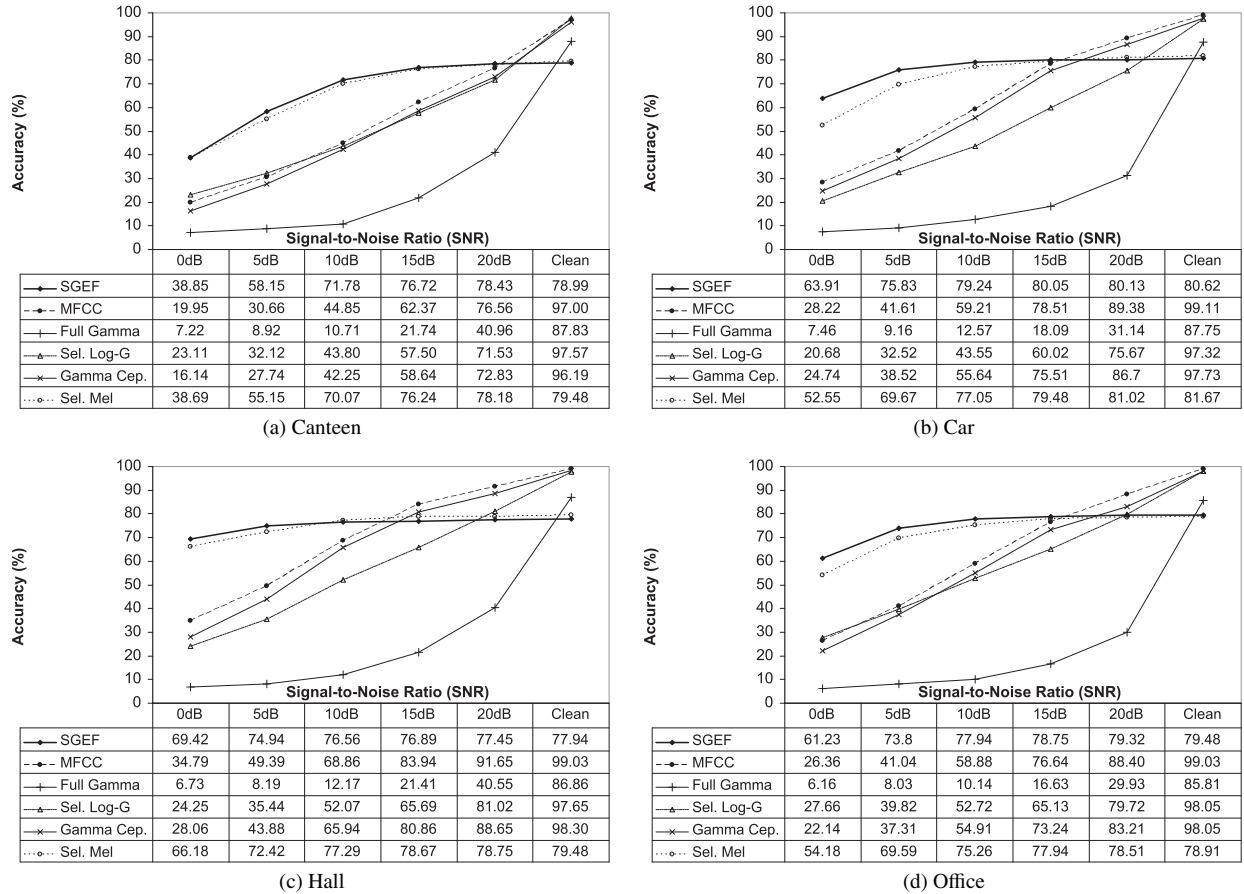 100
90
80
70
60
50
40
30
20
10
0
Accuracy (%)
Signal-to-Noise Ratio (SNR)
0dB 5dB 10dB 15dB 20dB Clean
SGEF 38.85 58.15 71.78 76.72 78.43 78.99
MFCC 19.95 30.66 44.85 62.37 76.56 97.00
Full Gamma 7.22 8.92 10.71 21.74 40.96 87.83
Sel. Log-G 23.11 32.12 43.80 57.50 71.53 97.57
Gamma Cep. 16.14 27.74 42.25 58.64 72.83 96.19
Sel. Mel 38.69 55.15 70.07 76.24 78.18 79.48
(a) Canteen
100
90
80
70
60
50
40
30
20
10
0
Accuracy (%)
Signal-to-Noise Ratio (SNR)
0dB 5dB 10dB 15dB 20dB Clean
SGEF 63.91 75.83 79.24 80.05 80.13 80.62
MFCC 28.22 41.61 59.21 78.51 89.38 99.11
Full Gamma 7.46 9.16 12.57 18.09 31.14 87.75
Sel. Log-G 20.68 32.52 43.55 60.02 75.67 97.32
Gamma Cep. 24.74 38.52 55.64 75.51 86.7 97.73
Sel. Mel 52.55 69.67 77.05 79.48 81.02 81.67
(b) Car
100
90
80
70
60
50
40
30
20
10
0
Accuracy (%)
Signal-to-Noise Ratio (SNR)
0dB 5dB 10dB 15dB 20dB Clean
SGEF 69.42 74.94 76.56 76.89 77.45 77.94
MFCC 34.79 49.39 68.86 83.94 91.65 99.03
Full Gamma 6.73 8.19 12.17 21.41 40.55 86.86
Sel. Log-G 24.25 35.44 52.07 65.69 81.02 97.65
Gamma Cep. 28.06 43.88 65.94 80.86 88.65 98.30
Sel. Mel 66.18 72.42 77.29 78.67 78.75 79.48
(c) Hall
100
90
80
70
60
50
40
30
20
10
0
Accuracy (%)
Signal-to-Noise Ratio (SNR)
0dB 5dB 10dB 15dB 20dB Clean
SGEF 61.23 73.8 77.94 78.75 79.32 79.48
MFCC 26.36 41.04 58.88 76.64 88.40 99.03
Full Gamma 6.16 8.03 10.14 16.63 29.93 85.81
Sel. Log-G 27.66 39.82 52.72 65.13 79.72 98.05
Gamma Cep. 22.14 37.31 54.91 73.24 83.21 98.05
Sel. Mel 54.18 69.59 75.26 77.94 78.51 78.91
(d) Office